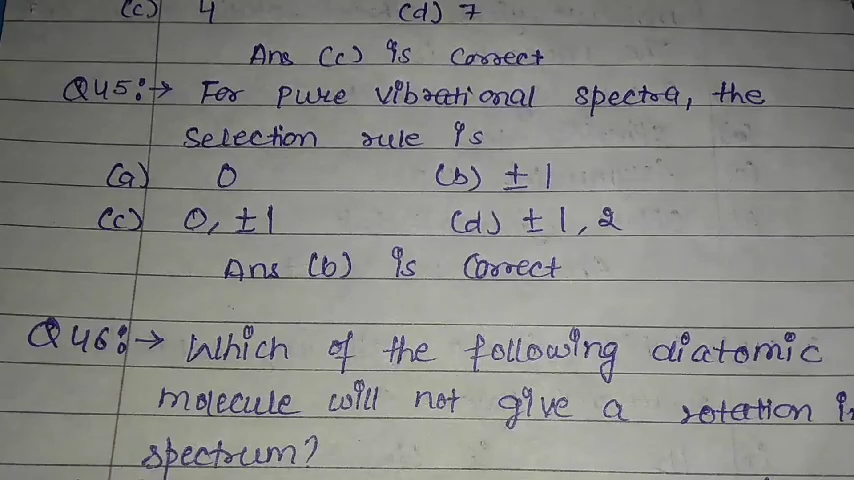 (c) 4 (d) 7
Ans (c) is correct
Q45:→ For pure vibrational spectra, the
selection rule is
(a) 0 (b) ± 1
(c) 0, ±1 (d) ± 1, 2
Ans (b) is correct
Q46:→ Which of the following diatomic
molecule will not give a rotation in
spectrum?